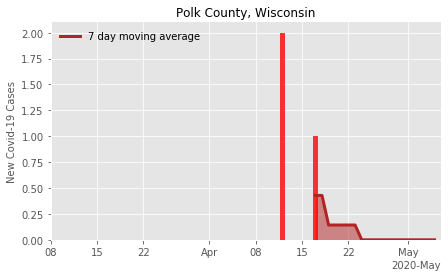 Polk County, Wisconsin
7 day moving average
New Covid-19 Cases
2.00
1.75
1.50
1.25
1.00
0.75
0.50
0.25
0.00
08 15 22 Apr 08 15 22 May
2020-May